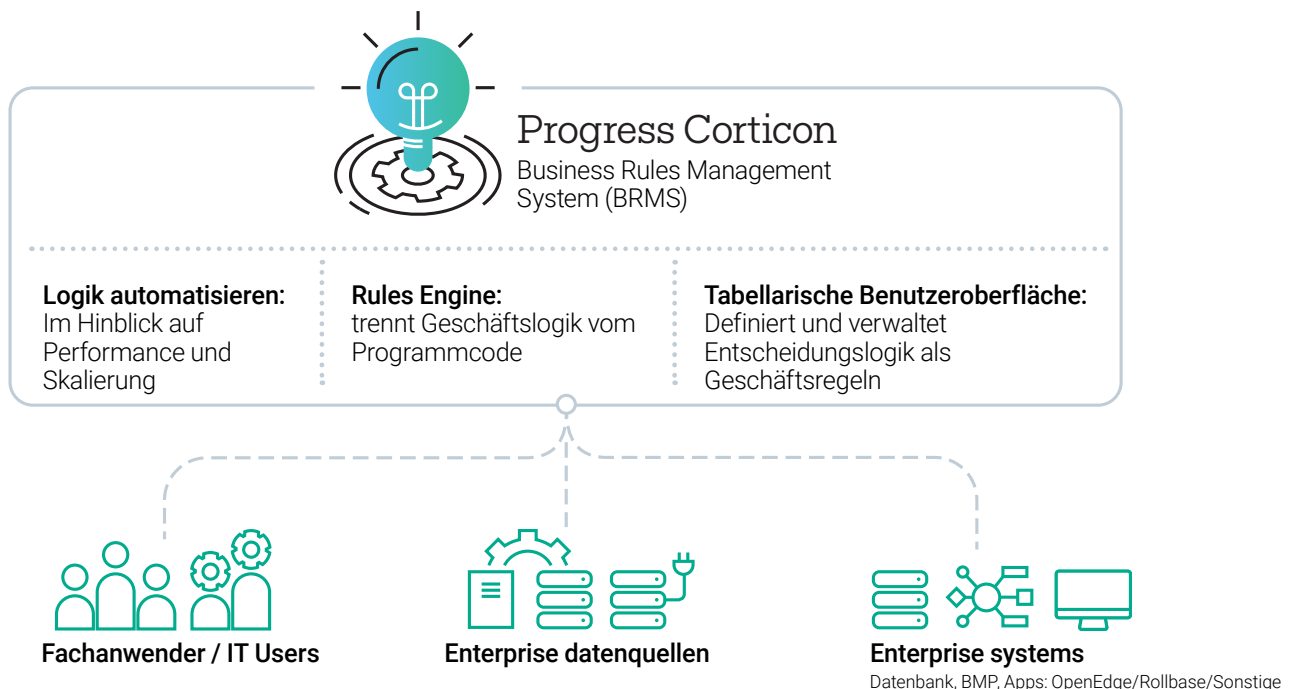 Progress Corticon
Business Rules Management
System (BRMS)
Logik automatisieren:
Im Hinblick auf
Performance und
Skalierung
Rules Engine:
trennt Geschäftslogik vom
Programmcode
Tabellarische Benutzeroberfläche:
Definiert und verwaltet
Entscheidungslogik als
Geschäftsregeln
Fachanwender / IT Users
Enterprise datenquellen
Enterprise systems
Datenbank, BMP, Apps: OpenEdge/Rollbase/Sonstige